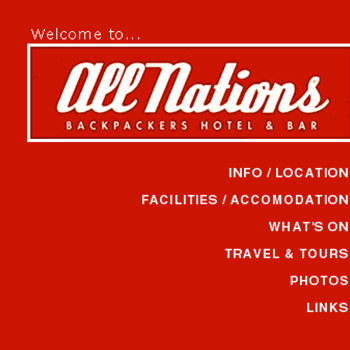 Welcome to...
All Nations
BACKPACKERS HOTEL & BAR
INFO / LOCATION
FACILITIES / ACCOMODATION
WHAT'S ON
TRAVEL & TOURS
PHOTOS
LINKS